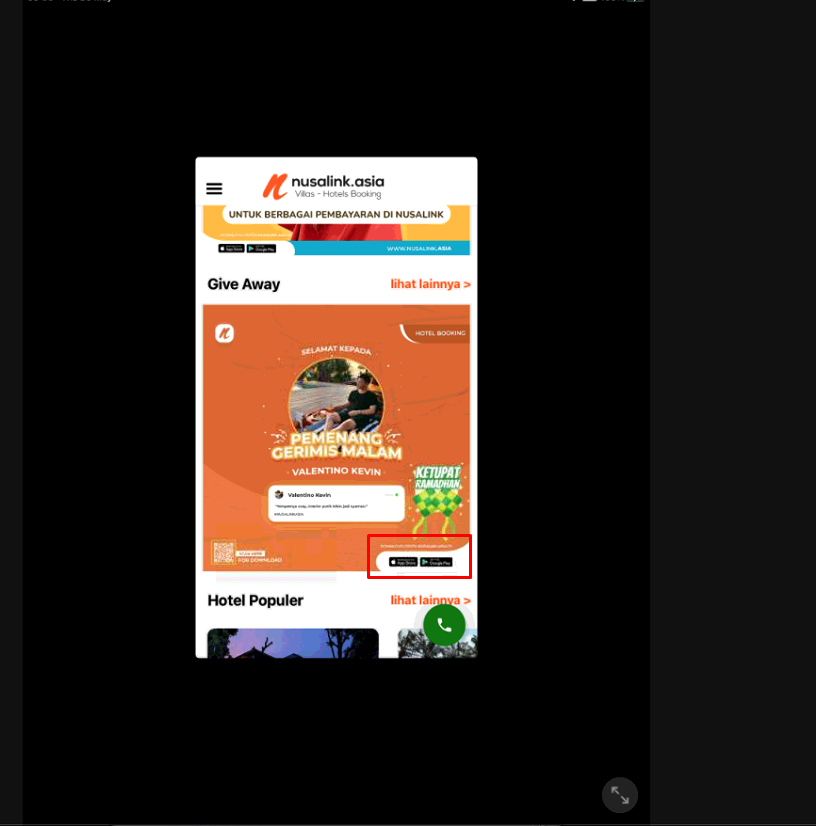 nusalink.asia
Villas - Hotels Booking
UNTUK BERBAGAI PEMBAYARAN DI NUSALINK
App Store
Google Play
WWW.NUSALINK.ASIA
Give Away
lihat lainnya >
HOTEL BOOKING
SELAMAT KEPADA
PEMENANG
GERIMIS MALAM
- VALENTINO KEVIN -
KETUPAT
RAMADHAN
Valentino Kevin
SCAN HERE
FOR DOWNLOAD
App Store
Google Play
Hotel Populer
lihat lainnya >